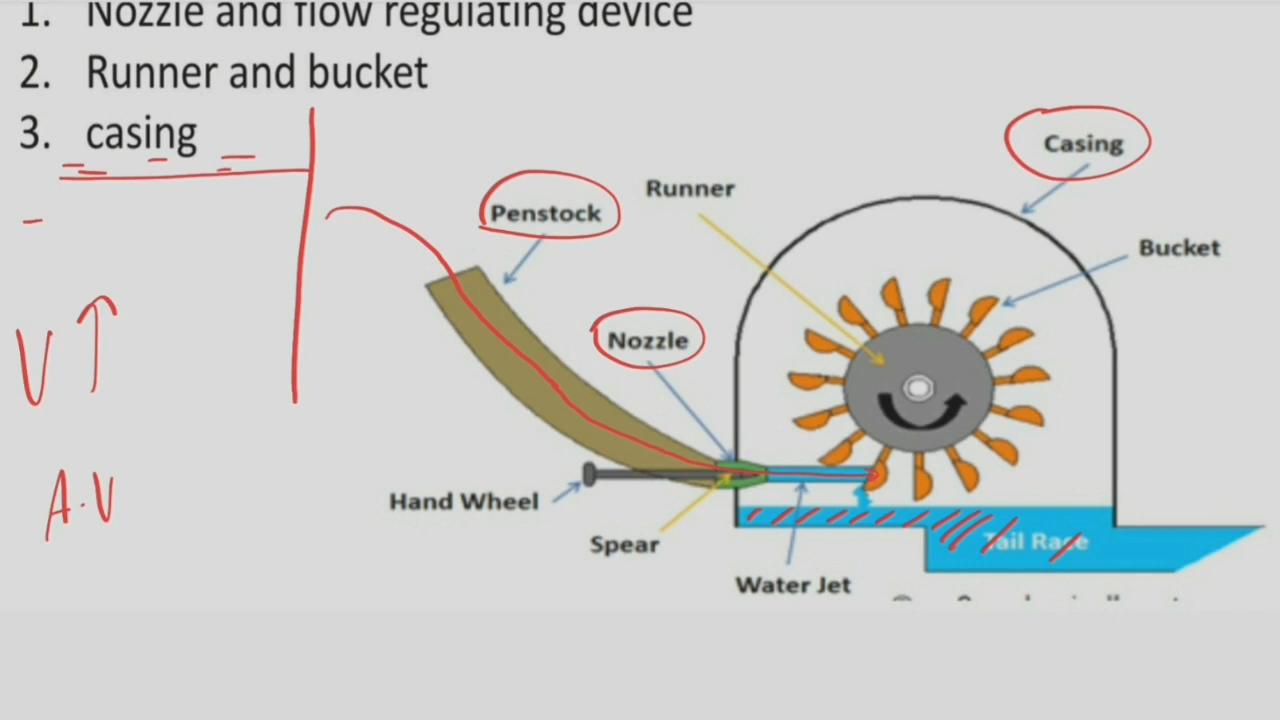 1. Nozzle and flow regulating device
2. Runner and bucket
3. casing
Casing
Runner
Penstock
Bucket
Nozzle
V↑
A.V
Hand Wheel
Spear
Tail Race
Water Jet